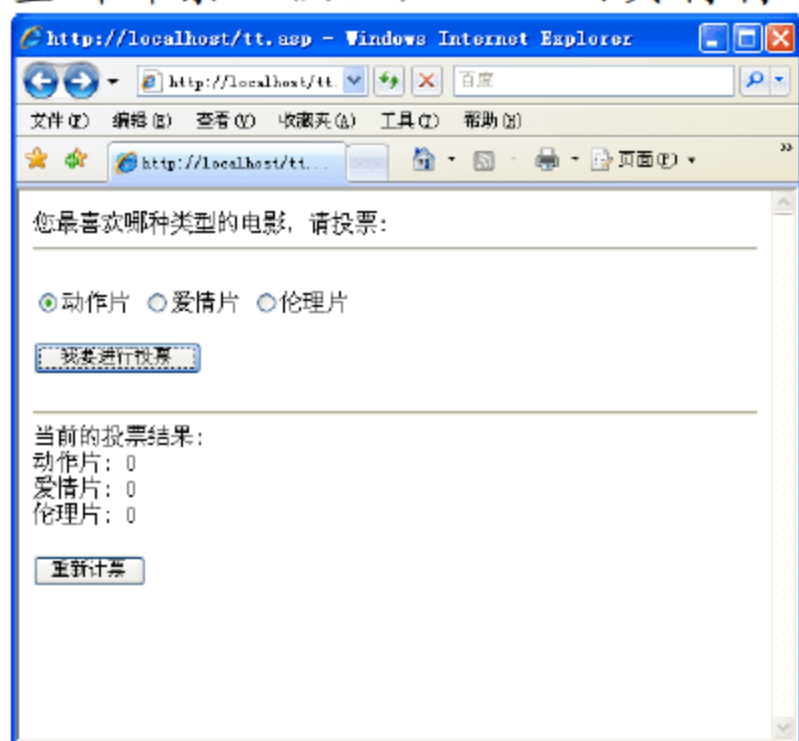 http://localhost/tt.asp - Windows Internet Explorer
http://localhost/tt. 百度
文件(F) 编辑(E) 查看(V) 收藏夹(A) 工具(T) 帮助(H)
http://localhost/tt... 页面(P) »
您最喜欢哪种类型的电影，请投票：
动作片 爱情片 伦理片
我要进行投票
当前的投票结果：
动作片：0
爱情片：0
伦理片：0
重新计票